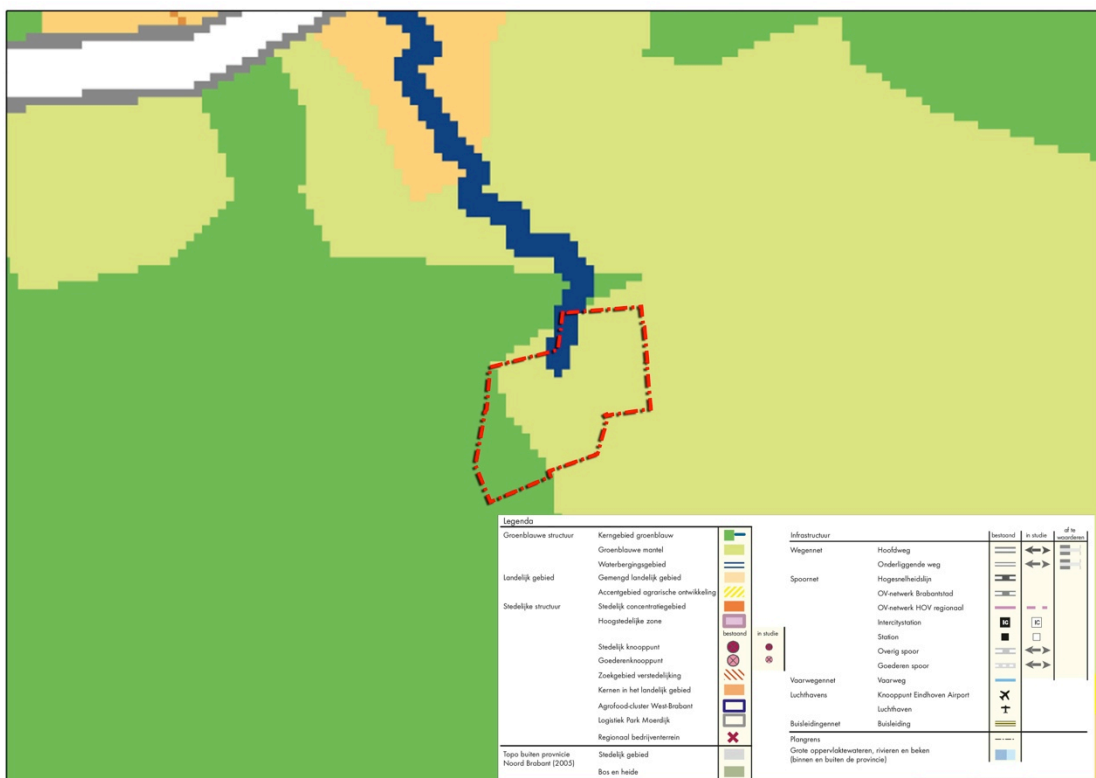 Legenda
Groenblauwe structuur Kerngebied groenblauw
Groenblauwe mantel
Waterbergingsgebied
Landelijk gebied Gemengd landelijk gebied
Accentgebied agrarische ontwikkeling
Stedelijke structuur Stedelijk concentratiegebied
Hoogstedelijke zone
bestaand in studie
Stedelijk knooppunt
Goederenknooppunt
Zoekgebied verstedelijking
Kernen in het landelijk gebied
Agrofood-cluster West-Brabant
Logistiek Park Moerdijk
Regionaal bedrijventerrein
Topo buiten provnicie Stedelijk gebied
Noord Brabant (2005)
Bos en heide
Infrastructuur bestaand in studie af te
waarderen
Wegennet Hoofdweg
Onderliggende weg
Spoornet Hogesnelheidslijn
OV-netwerk Brabantstad
OV-netwerk HOV regionaal
Intercitystation IC IC
Station
Overig spoor
Goederen spoor
Vaarwegennet Vaarweg
Luchthavens Knooppunt Eindhoven Airport
Luchthaven
Buisleidingennet Buisleiding
Plangrens
Grote oppervlaktewateren, rivieren en beken
(binnen en buiten de provincie)